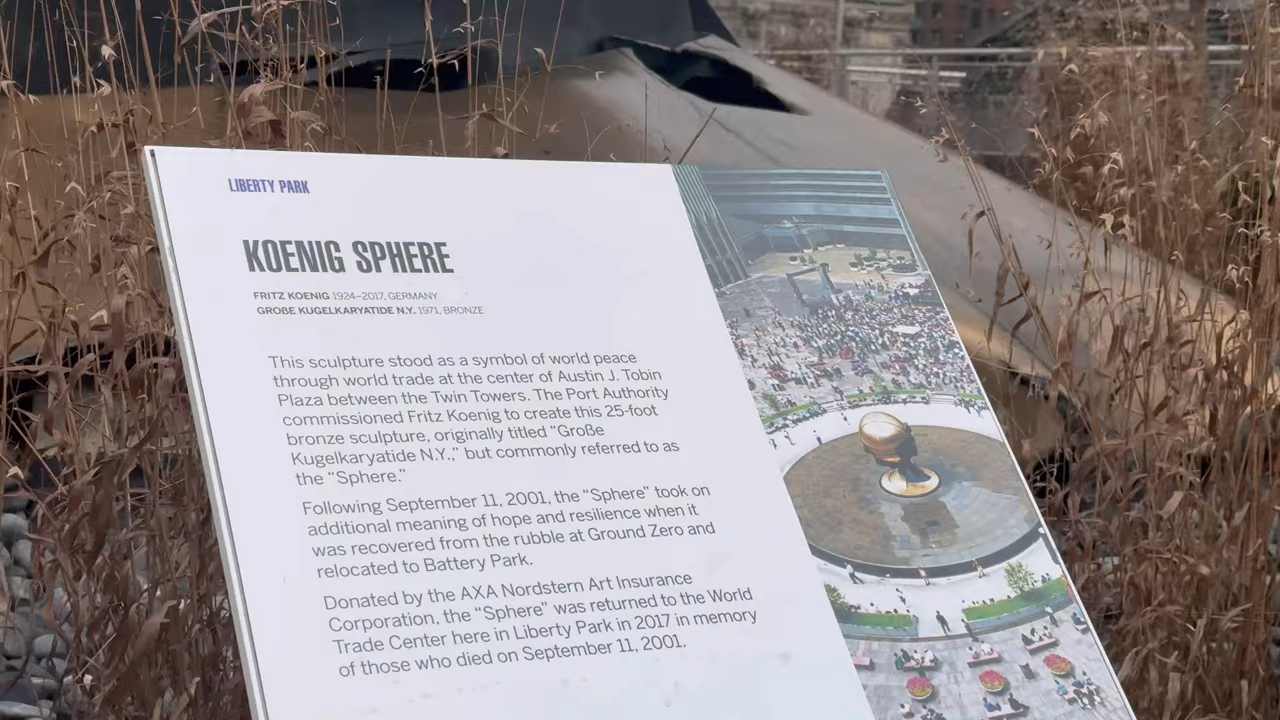 LIBERTY PARK
KOENIG SPHERE
FRITZ KOENIG 1924–2017, GERMANY
GROßE KUGELKARYATIDE N.Y. 1971, BRONZE
This sculpture stood as a symbol of world peace
through world trade at the center of Austin J. Tobin
Plaza between the Twin Towers. The Port Authority
commissioned Fritz Koenig to create this 25-foot
bronze sculpture, originally titled “Große
Kugelkaryatide N.Y.,” but commonly referred to as
the “Sphere.”
Following September 11, 2001, the “Sphere” took on
additional meaning of hope and resilience when it
was recovered from the rubble at Ground Zero and
relocated to Battery Park.
Donated by the AXA Nordstern Art Insurance
Corporation, the “Sphere” was returned to the World
Trade Center here in Liberty Park in 2017 in memory
of those who died on September 11, 2001.